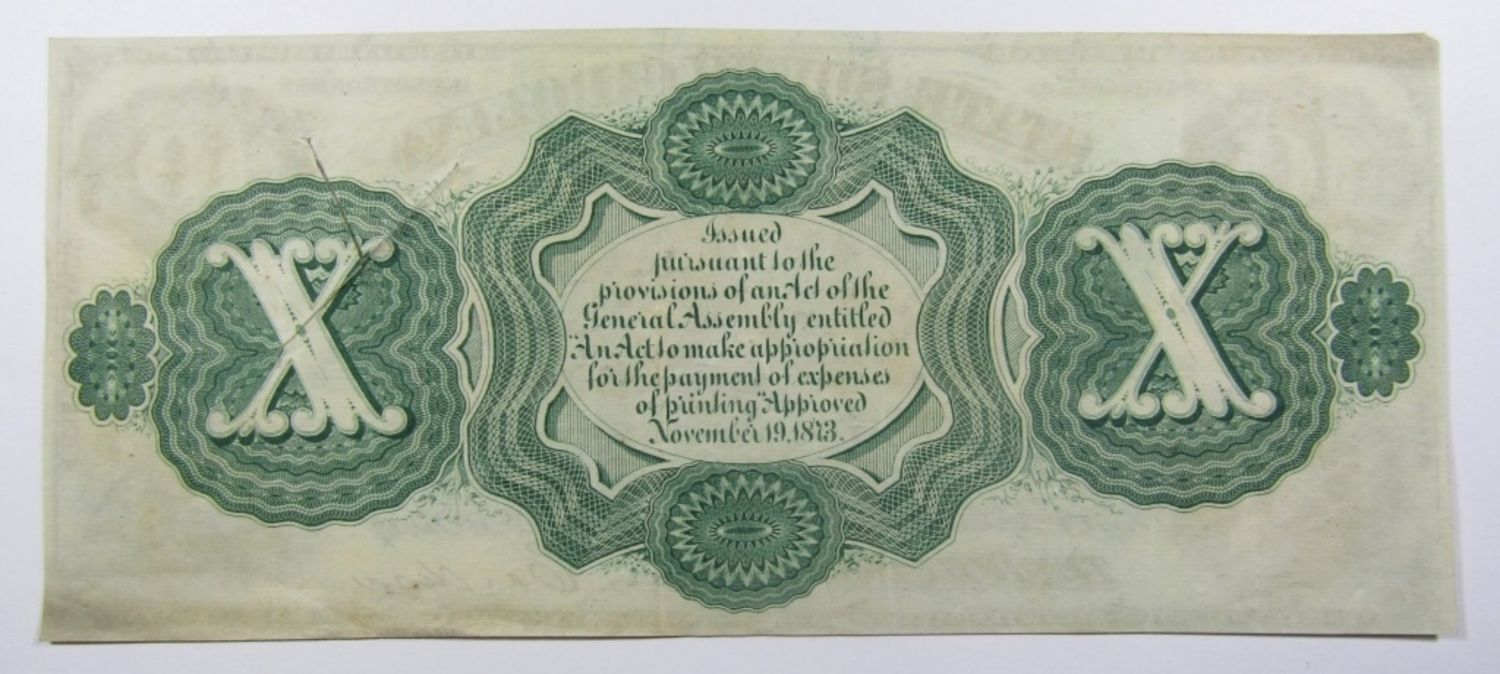 Issued
pursuant to the
X provisions of an Act of the X
General Assembly entitled
"An Act to make appropriation
for the payment of expenses
of printing" Approved
November 19, 1873.